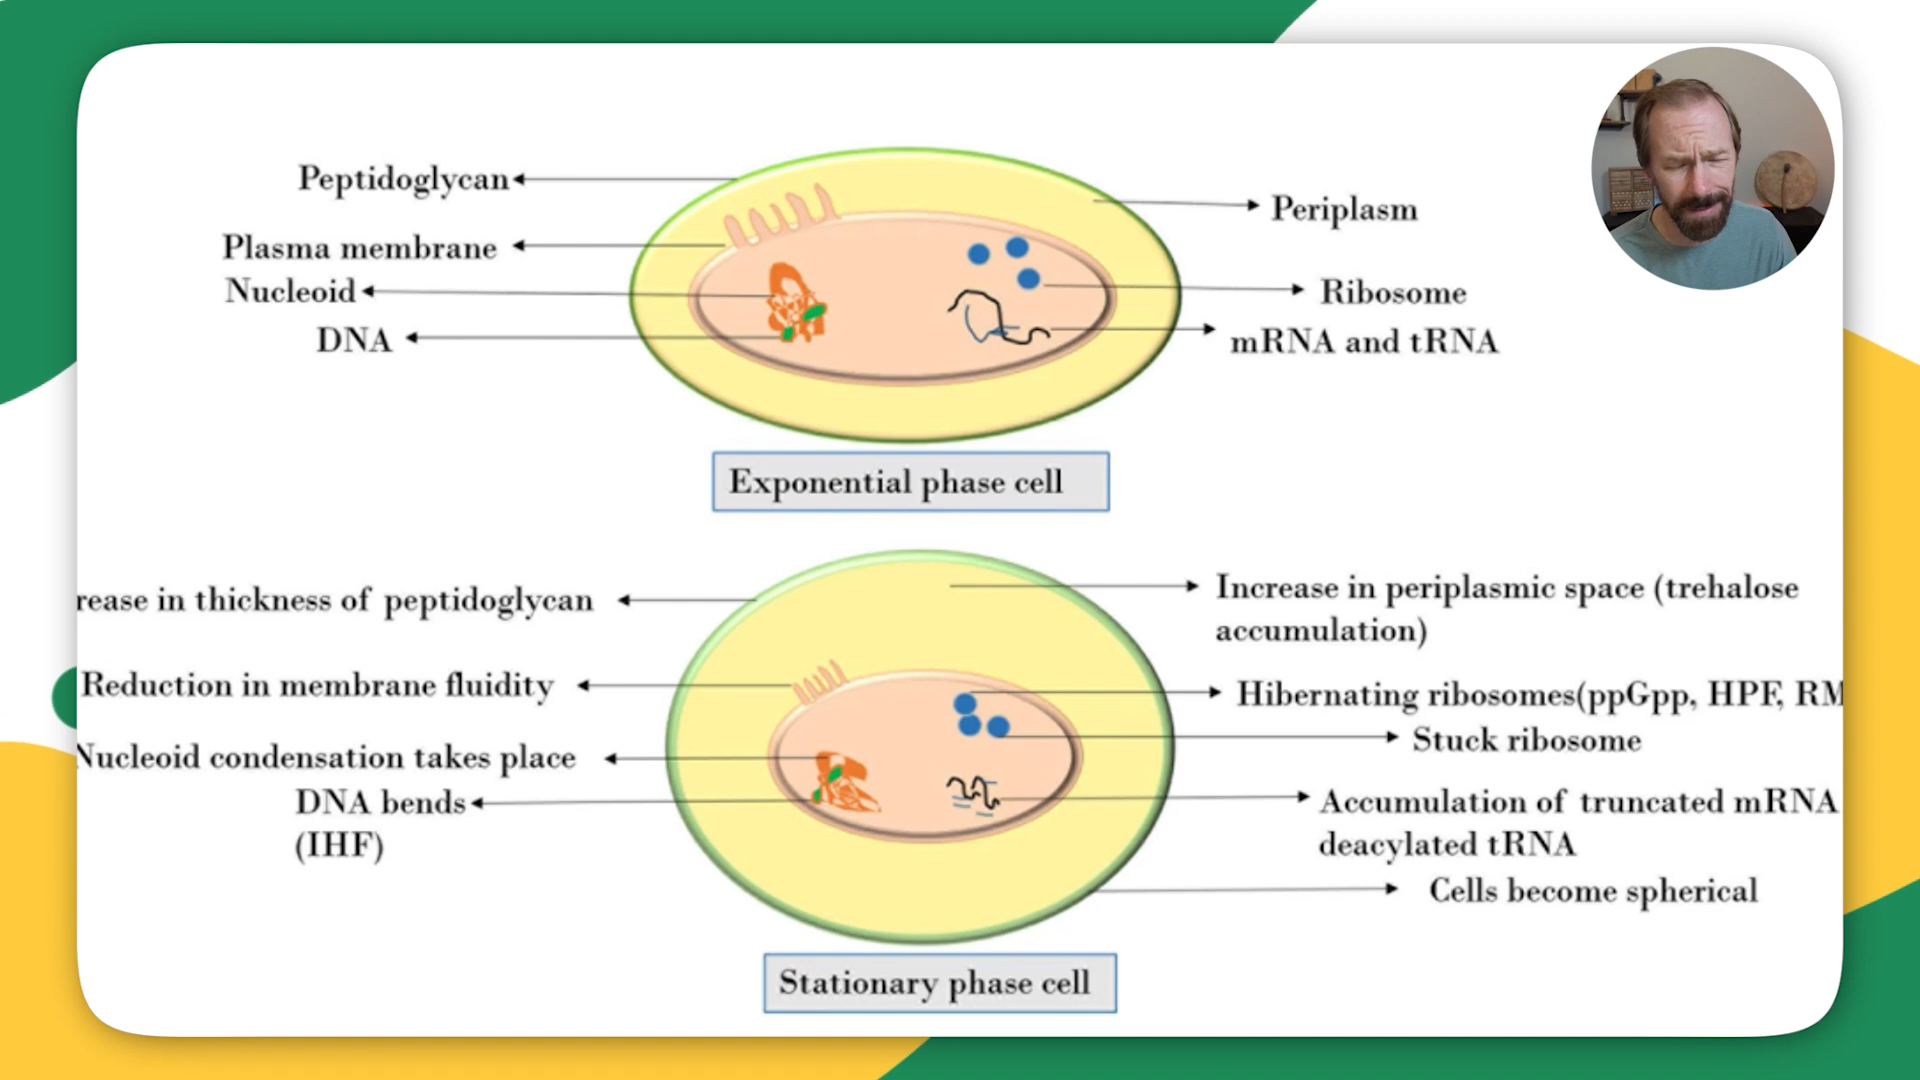 Peptidoglycan
Periplasm
Plasma membrane
Nucleoid
Ribosome
DNA
mRNA and tRNA
Exponential phase cell
rease in thickness of peptidoglycan
Increase in periplasmic space (trehalose
accumulation)
Reduction in membrane fluidity
Hibernating ribosomes(ppGpp, HPF, RM
Stuck ribosome
Nucleoid condensation takes place
DNA bends
(IHF)
Accumulation of truncated mRNA
deacylated tRNA
Cells become spherical
Stationary phase cell